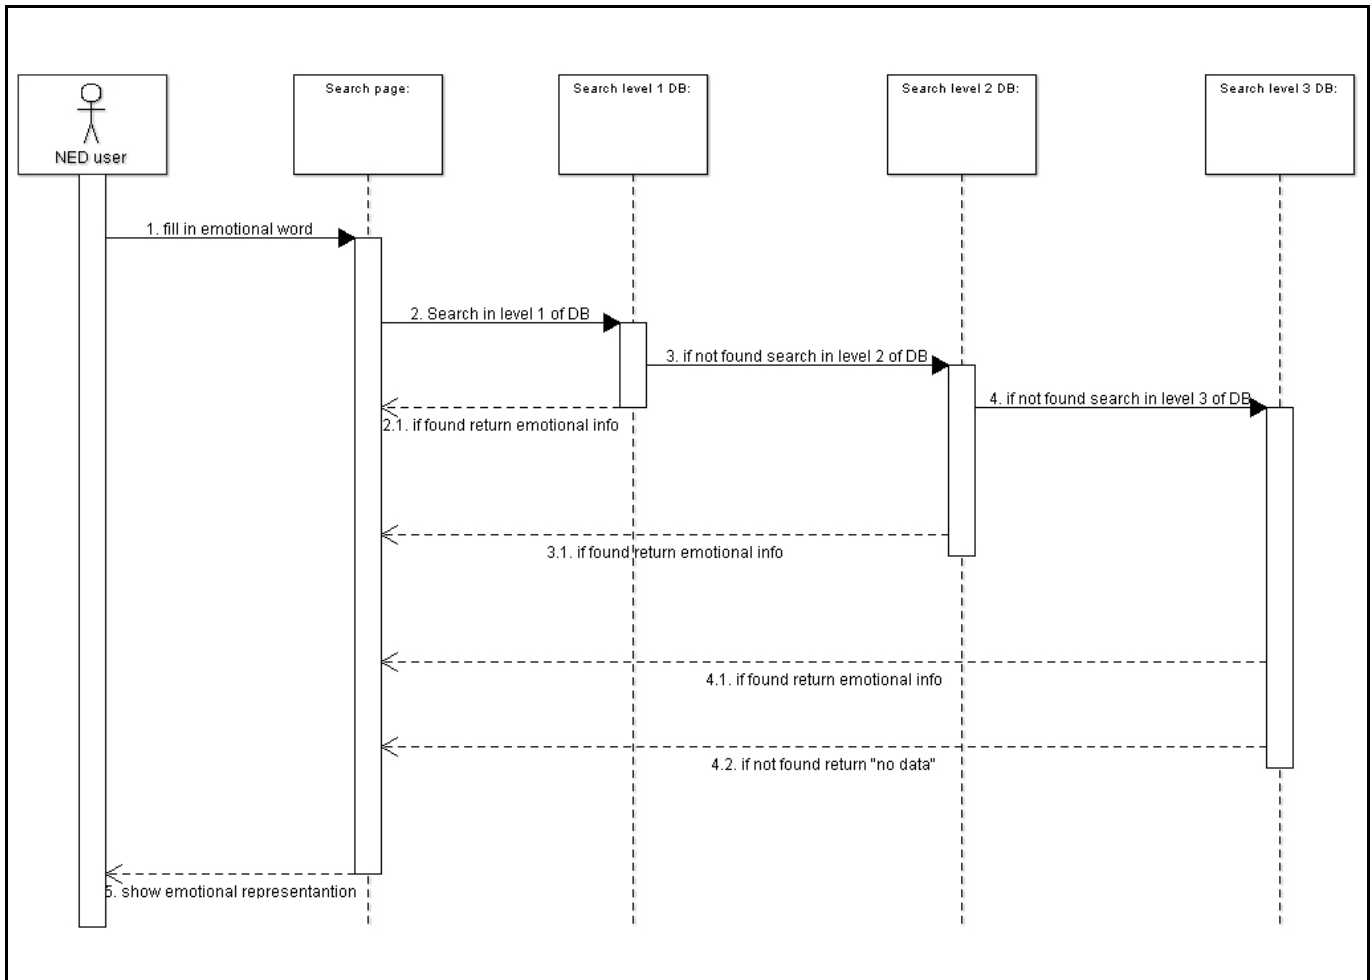 Search page:
Search level 1 DB:
Search level 2 DB:
Search level 3 DB:
NED user
1. fill in emotional word
2. Search in level 1 of DB
3. if not found search in level 2 of DB
4. if not found search in level 3 of DB
2.1. if found return emotional info
3.1. if found return emotional info
4.1. if found return emotional info
4.2. if not found return "no data"
5. show emotional representantion